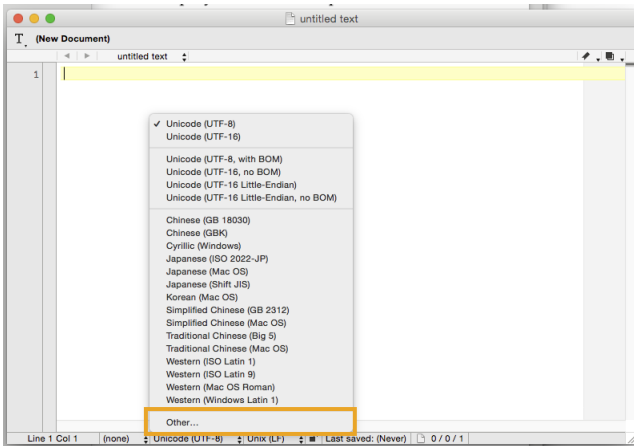 untitled text
(New Document)
untitled text
1
✓ Unicode (UTF-8)
Unicode (UTF-16)
Unicode (UTF-8, with BOM)
Unicode (UTF-16, no BOM)
Unicode (UTF-16 Little-Endian)
Unicode (UTF-16 Little-Endian, no BOM)
Chinese (GB 18030)
Chinese (GBK)
Cyrillic (Windows)
Japanese (ISO 2022-JP)
Japanese (Mac OS)
Japanese (Shift JIS)
Korean (Mac OS)
Simplified Chinese (GB 2312)
Simplified Chinese (Mac OS)
Traditional Chinese (Big 5)
Traditional Chinese (Mac OS)
Western (ISO Latin 1)
Western (ISO Latin 9)
Western (Mac OS Roman)
Western (Windows Latin 1)
Other...
Line 1 Col 1 (none) Unicode (UTF-8) Unix (LF) Last saved: (Never) 0 / 0 / 1